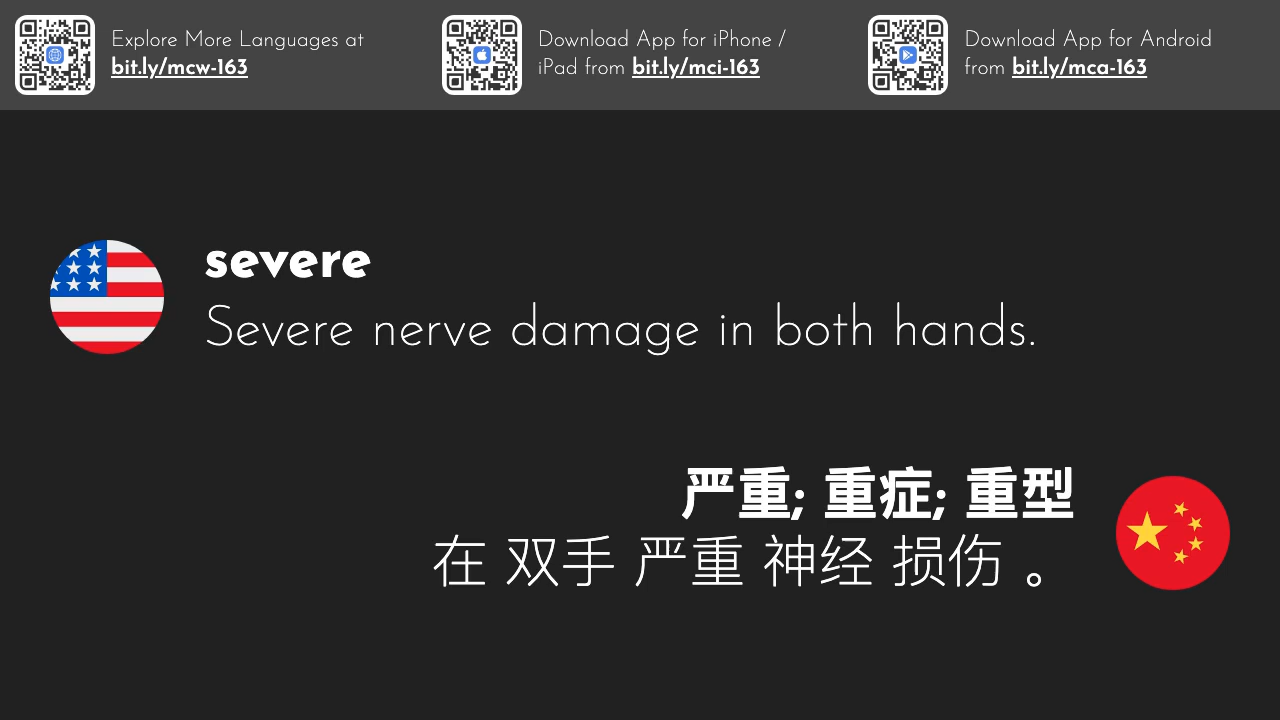 Explore More Languages at
bit.ly/mcw-163
Download App for iPhone /
iPad from bit.ly/mci-163
Download App for Android
from bit.ly/mca-163
severe
Severe nerve damage in both hands.
严重; 重症; 重型
在 双手 严重 神经 损伤 。